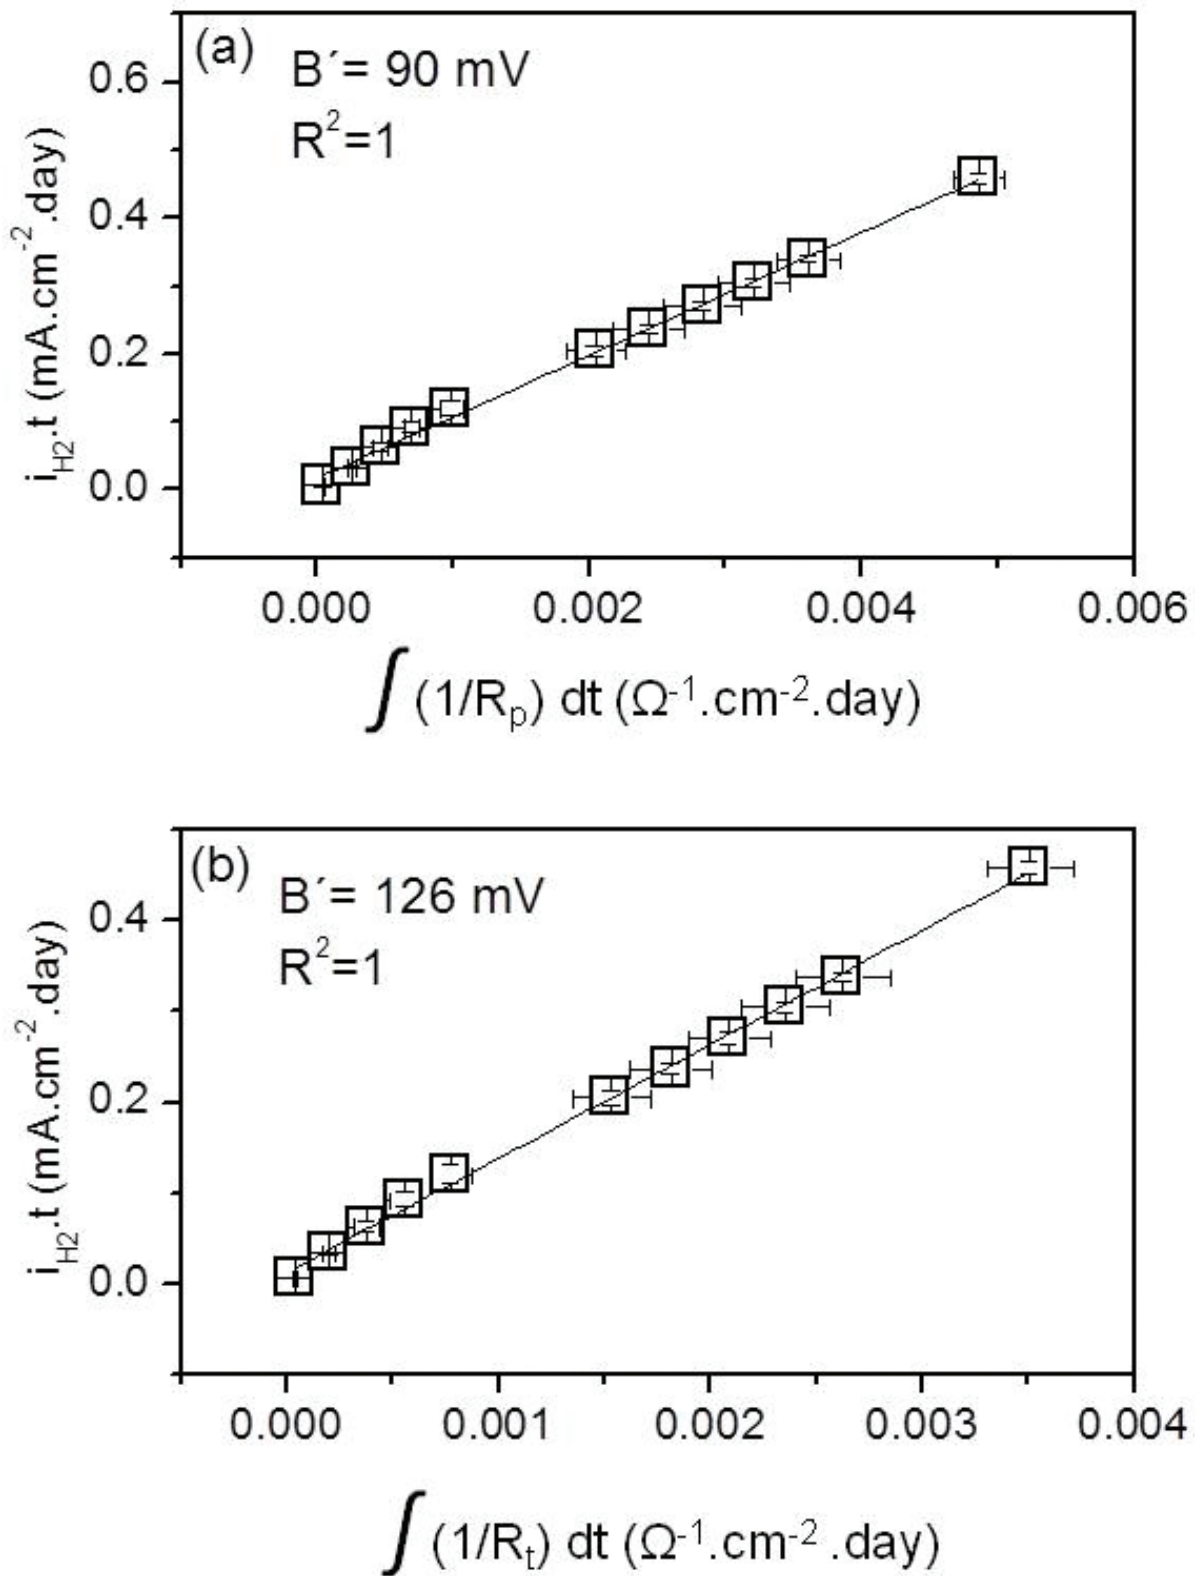 (a)
B´= 90 mV
R²=1
i_H2.t (mA.cm⁻².day)
0.6
0.4
0.2
0.0
0.000 0.002 0.004 0.006
∫ (1/Rₚ) dt (Ω⁻¹.cm⁻².day)
(b)
B´= 126 mV
R²=1
i_H2.t (mA.cm⁻².day)
0.4
0.2
0.0
0.000 0.001 0.002 0.003 0.004
∫ (1/Rₜ) dt (Ω⁻¹.cm⁻² .day)